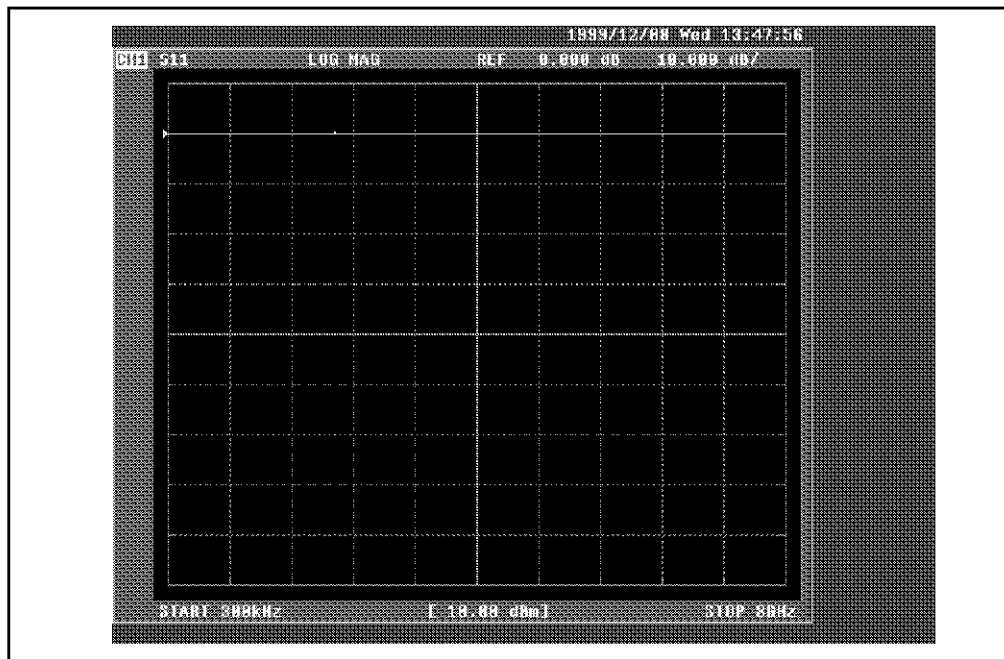 1999/12/08 Wed 13:47:56
CH1 S11 LOG MAG REF 0.000 dB 10.000 dB/
START 300kHz [ 10.00 dBm] STOP 8GHz